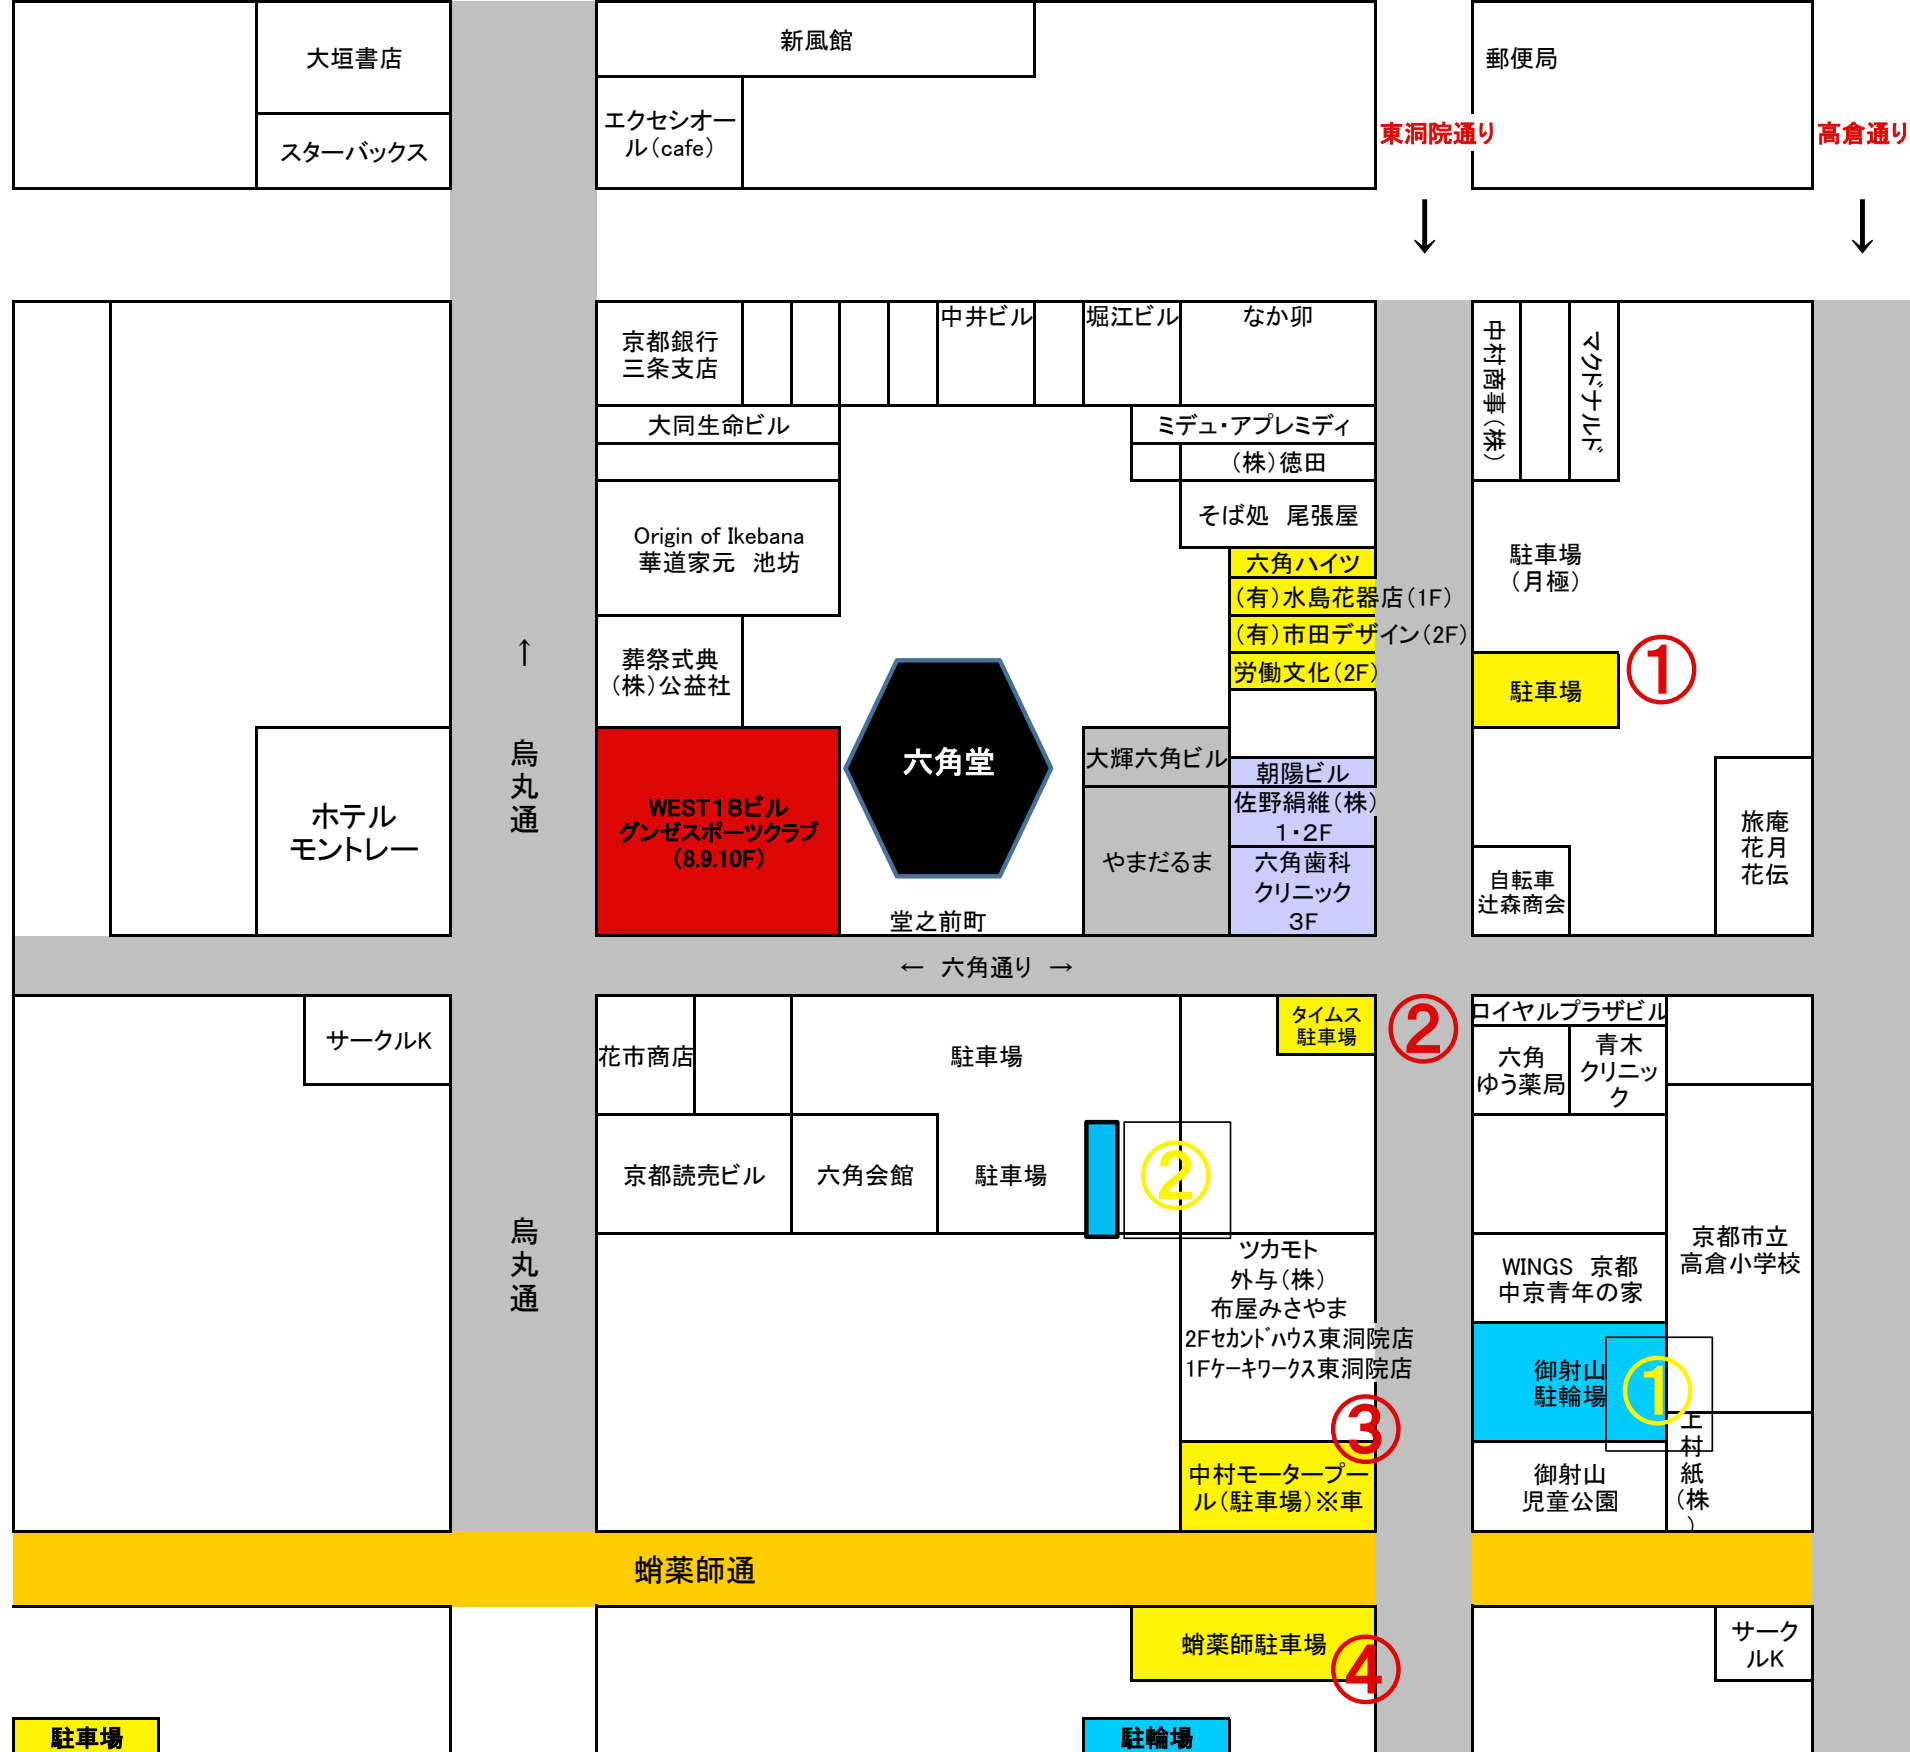 大垣書店
新風館
郵便局
エクセシオー
ル（cafe）
東洞院通り
高倉通り
スターバックス
↓
↓
京都銀行
三条支店
中井ビル
堀江ビル
なか卯
中村商事（株）
マクドナルド
大同生命ビル
ミデュ・アプレミディ
（株）徳田
Origin of Ikebana
華道家元　池坊
そば処　尾張屋
六角ハイツ
（有）水島花器店（1F）
（有）市田デザイン（2F）
労働文化（2F）
駐車場
（月極）
駐車場
①
↑
葬祭式典
（株）公益社
烏丸通
ホテル
モントレー
WEST18ビル
グンゼスポーツクラブ
（8.9.10F）
六角堂
堂之前町
大輝六角ビル
やまだるま
朝陽ビル
佐野絹維（株）
1・2F
六角歯科
クリニック
3F
自転車
辻森商会
旅庵
花月
花伝
←　六角通り　→
サークルK
花市商店
駐車場
タイムス
駐車場
②
ロイヤルプラザビル
六角
ゆう薬局
青木
クリニッ
ク
京都読売ビル
六角会館
駐車場
②
烏丸通
ツカモト
外与（株）
布屋みさやま
2Fセカンドハウス東洞院店
1Fケーキワークス東洞院店
③
中村モータープー
ル（駐車場）※車
WINGS　京都
中京青年の家
京都市立
高倉小学校
御射山
駐輪場
①
御射山
児童公園
上村紙（株）
蛸薬師通
蛸薬師駐車場
④
サーク
ルK
駐車場
駐輪場